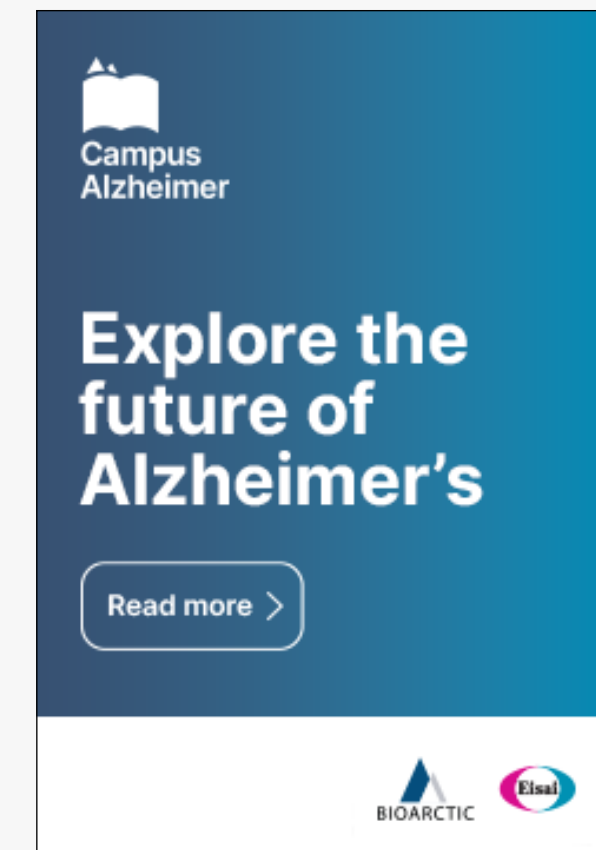 Campus
Alzheimer
Explore the
future of
Alzheimer’s
Read more
BIOARCTIC
Eisai